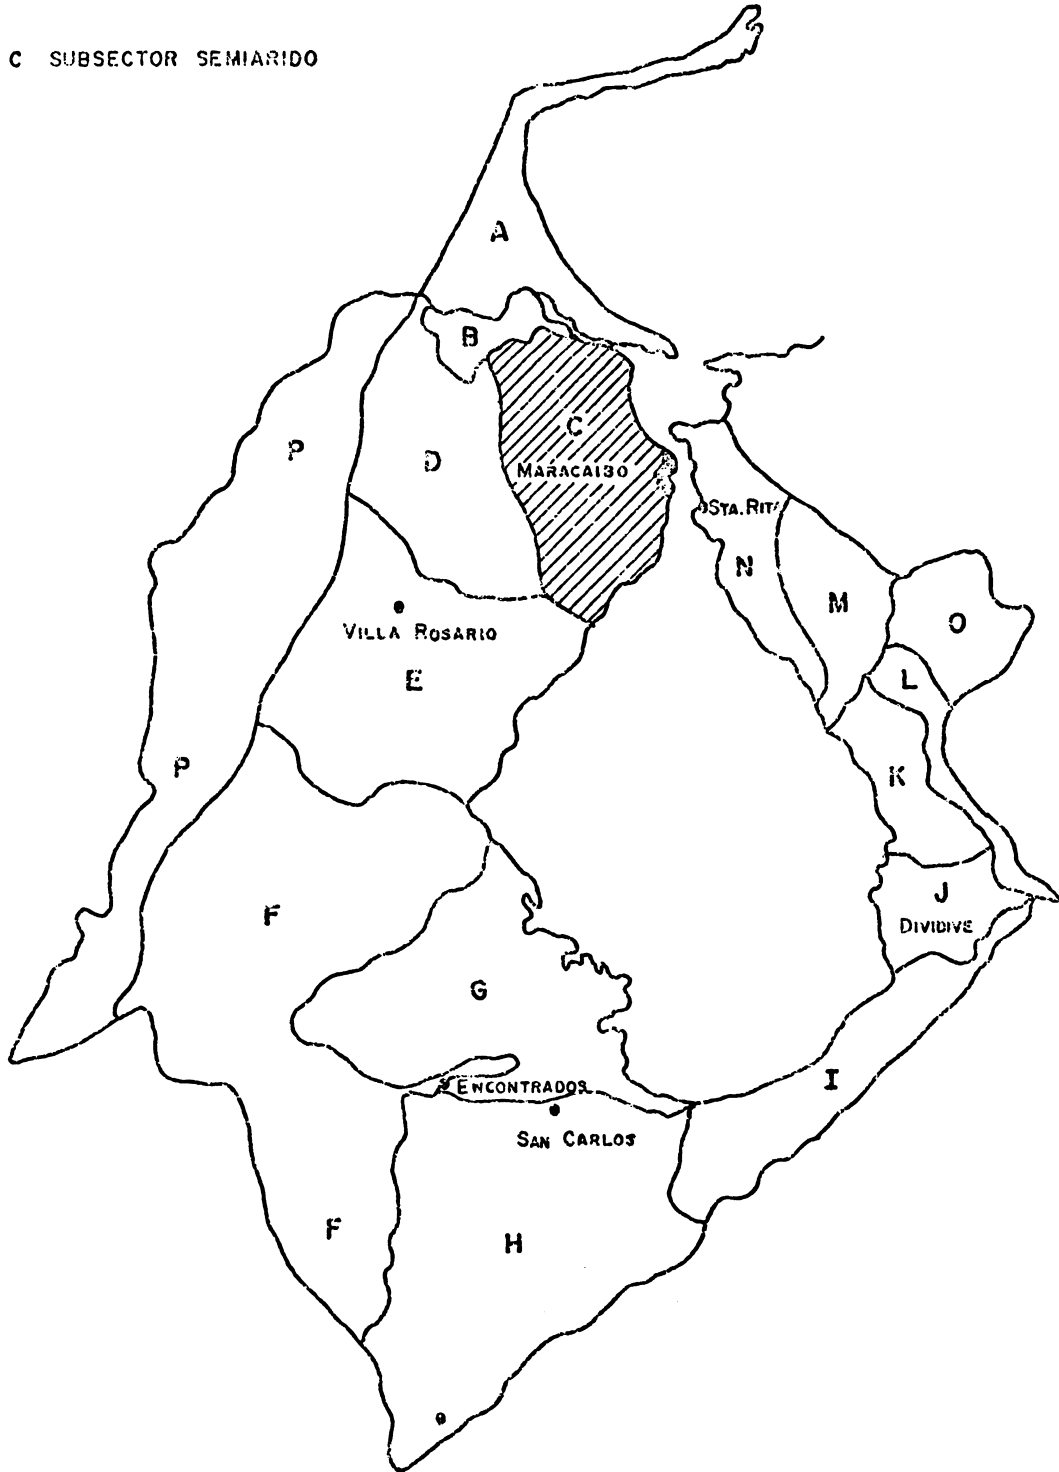 C SUBSECTOR SEMIARIDO
A
B
C
P
D
MARACAIBO
STA. RITA
N
M
O
VILLA ROSARIO
E
L
P
K
F
J
DIVIDIVE
G
I
ENCONTRADOS
SAN CARLOS
F
H